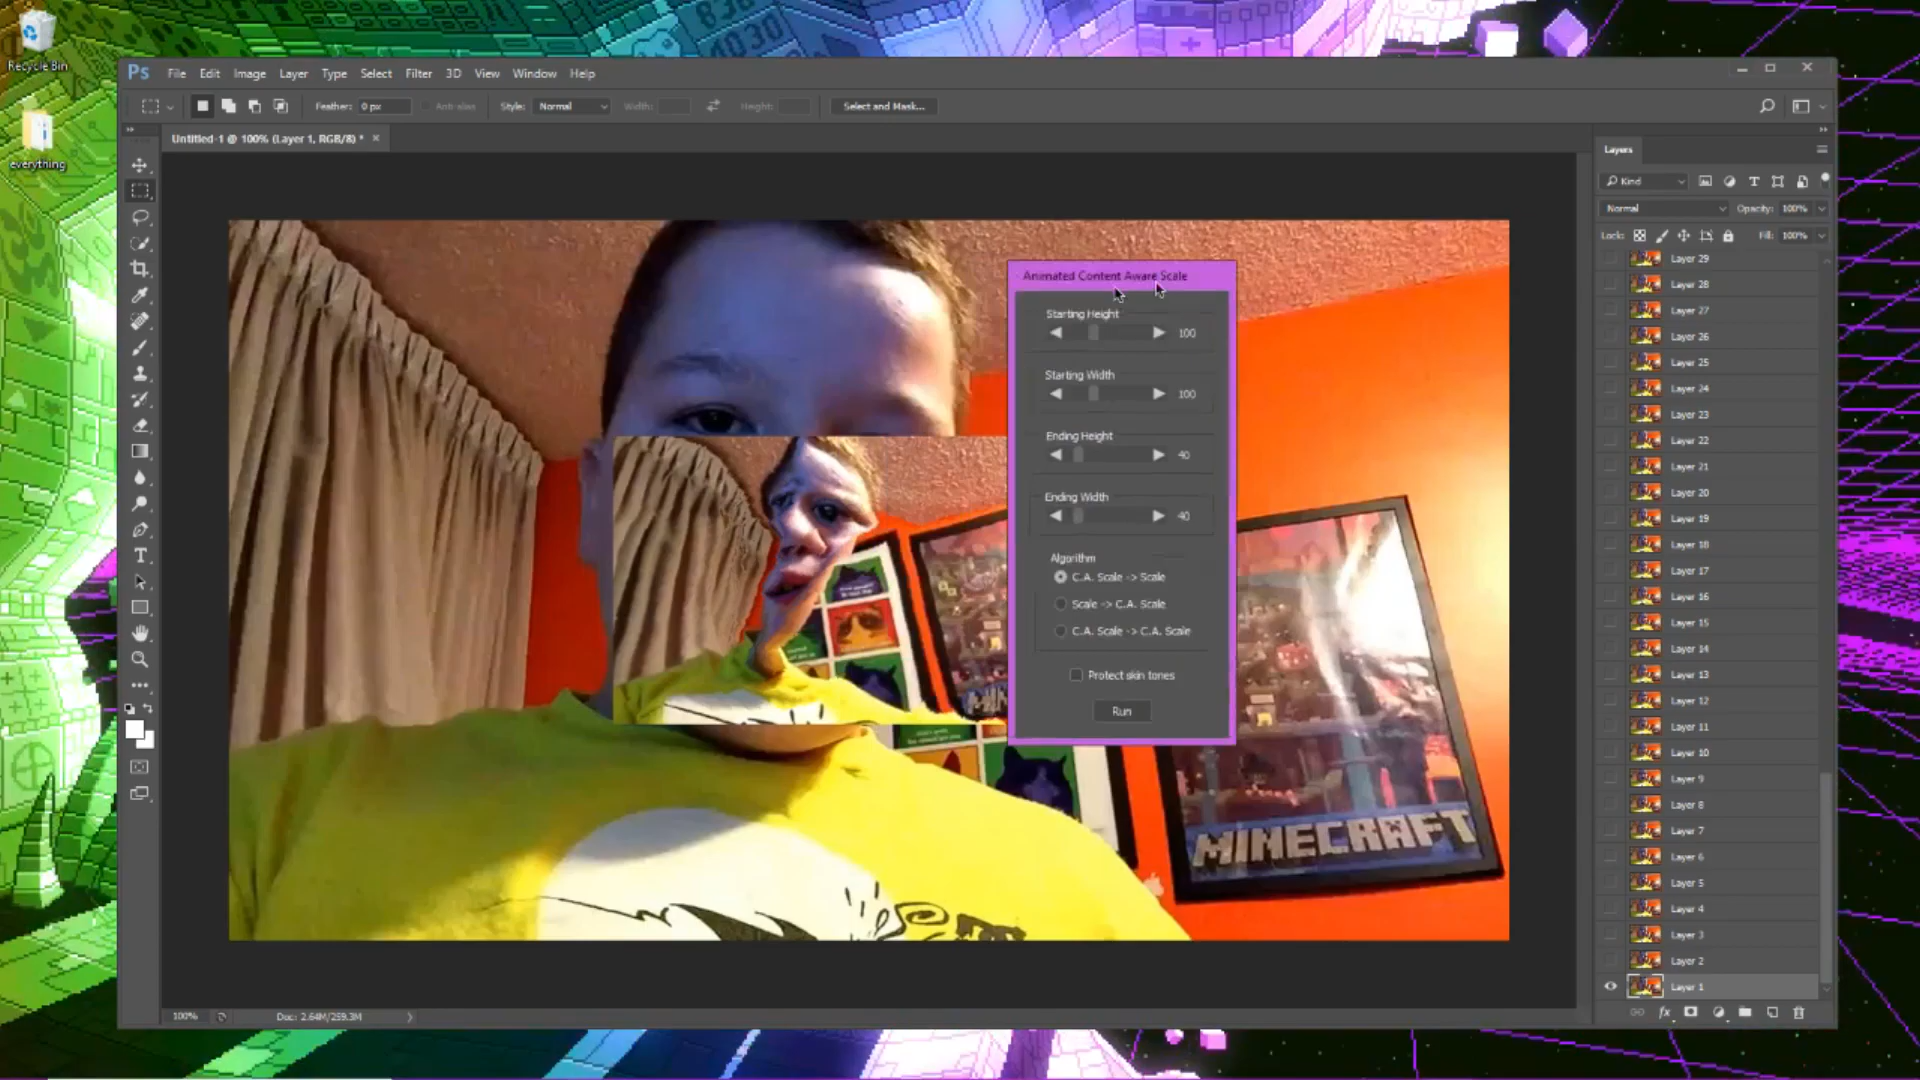 Recycle Bin
everything
Ps File Edit Image Layer Type Select Filter 3D View Window Help
Feather: 0 px Anti-alias Style: Normal Width: Height: Select and Mask...
Untitled-1 @ 100% (Layer 1, RGB/8) *
Layers
Kind
Normal Opacity: 100%
Lock: Fill: 100%
Layer 29
Layer 28
Layer 27
Layer 26
Layer 25
Layer 24
Layer 23
Layer 22
Layer 21
Layer 20
Layer 19
Layer 18
Layer 17
Layer 16
Layer 15
Layer 14
Layer 13
Layer 12
Layer 11
Layer 10
Layer 9
Layer 8
Layer 7
Layer 6
Layer 5
Layer 4
Layer 3
Layer 2
Layer 1
Animated Content Aware Scale
Starting Height
100
Starting Width
100
Ending Height
40
Ending Width
40
Algorithm
C.A. Scale -> Scale
Scale -> C.A. Scale
C.A. Scale -> C.A. Scale
Protect skin tones
Run
MINECRAFT
100% Doc: 2.64M/259.3M